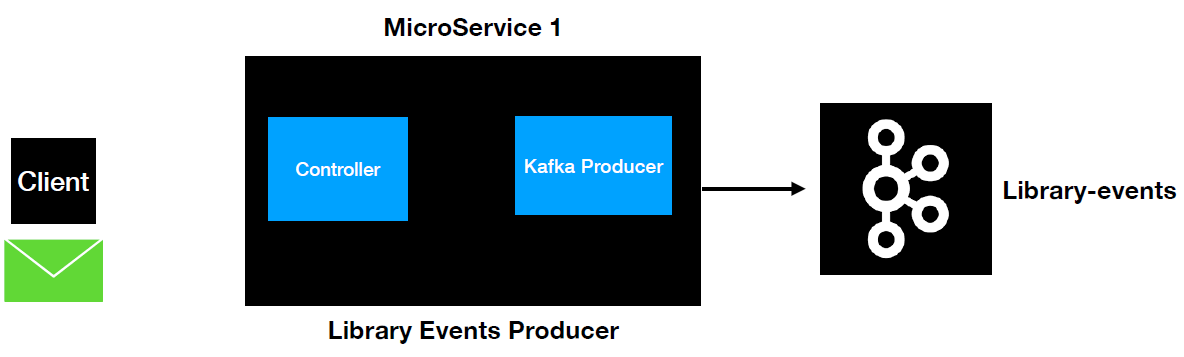 MicroService 1
Client
Controller
Kafka Producer
Library-events
Library Events Producer